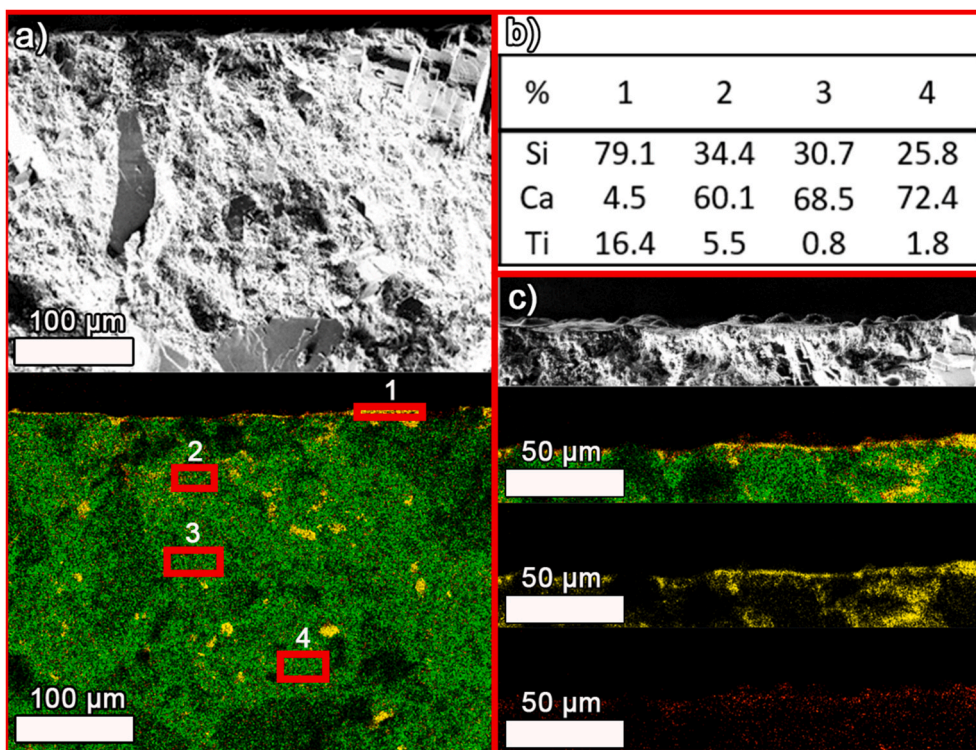 a)
100 µm
1
2
3
4
100 µm
b)
% 1 2 3 4
Si 79.1 34.4 30.7 25.8
Ca 4.5 60.1 68.5 72.4
Ti 16.4 5.5 0.8 1.8
c)
50 µm
50 µm
50 µm